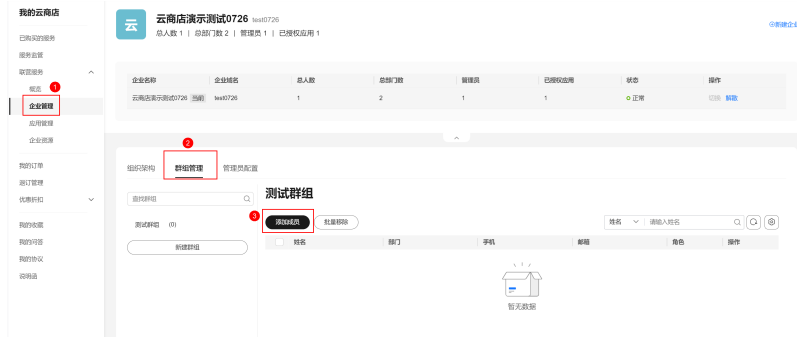 我的云商店
已购买的服务
服务监管
联营服务
概览
1
企业管理
应用管理
企业资源
我的订单
退订管理
优惠折扣
我的收藏
我的问答
我的协议
说明函
云
云商店演示测试0726 test0726
总人数 1 | 总部门数 2 | 管理员 1 | 已授权应用 1
新建企业
企业名称 企业域名 总人数 总部门数 管理员 已授权应用 状态 操作
云商店演示测试0726 当前 test0726 1 2 1 1 正常 切换 解散
2
组织架构 群组管理 管理员配置
查找群组
测试群组 (0)
新建群组
测试群组
3
添加成员 批量移除 姓名 请输入姓名
姓名 部门 手机 邮箱 角色 操作
暂无数据